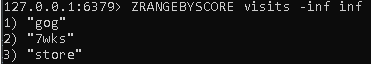 127.0.0.1:6379> ZRANGEBYSCORE visits -inf inf
1) "gog"
2) "7wks"
3) "store"